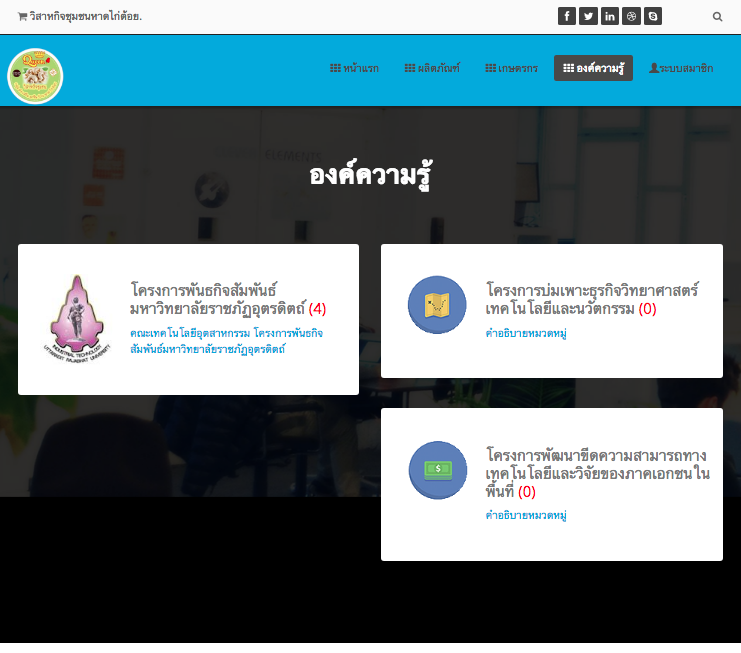 วิสาหกิจชุมชนหาดไก่ต้อย.
หน้าแรก
ผลิตภัณฑ์
เกษตรกร
องค์ความรู้
ระบบสมาชิก
ELEMENTS
องค์ความรู้
โครงการพันธกิจสัมพันธ์
มหาวิทยาลัยราชภัฏอุตรดิตถ์ (4)
คณะเทคโนโลยีอุตสาหกรรม โครงการพันธกิจ
สัมพันธ์มหาวิทยาลัยราชภัฏอุตรดิตถ์
INDUSTRIAL TECHNOLOGY
UTTARADIT RAJABHAT UNIVERSITY
โครงการบ่มเพาะธุรกิจวิทยาศาสตร์
เทคโนโลยีและนวัตกรรม (0)
คำอธิบายหมวดหมู่
โครงการพัฒนาขีดความสามารถทาง
เทคโนโลยีและวิจัยของภาคเอกชนใน
พื้นที่ (0)
คำอธิบายหมวดหมู่